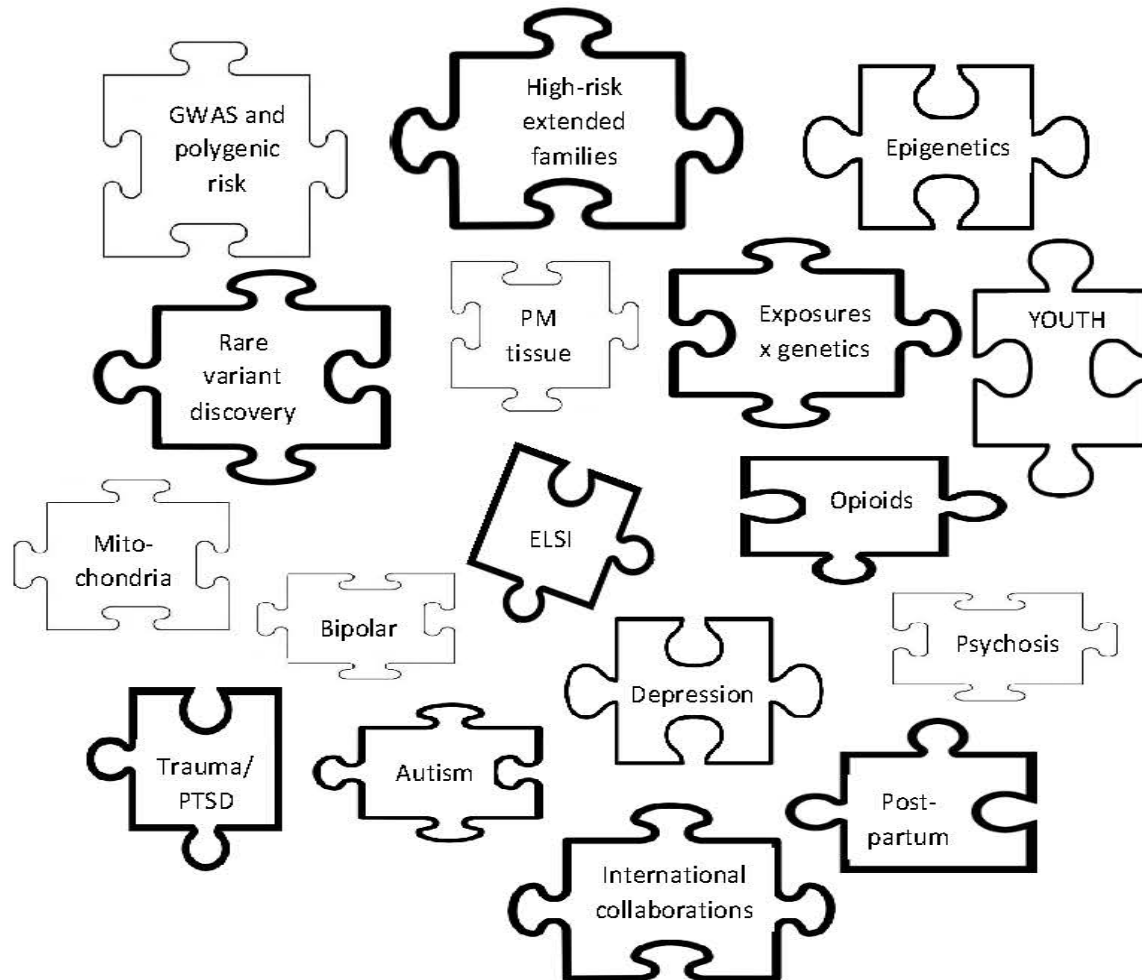 GWAS and
polygenic
risk
High-risk
extended
families
Epigenetics
Rare
variant
discovery
PM
tissue
Exposures
x genetics
YOUTH
Mito-
chondria
Bipolar
ELSI
Opioids
Psychosis
Depression
Trauma/
PTSD
Autism
Post-
partum
International
collaborations